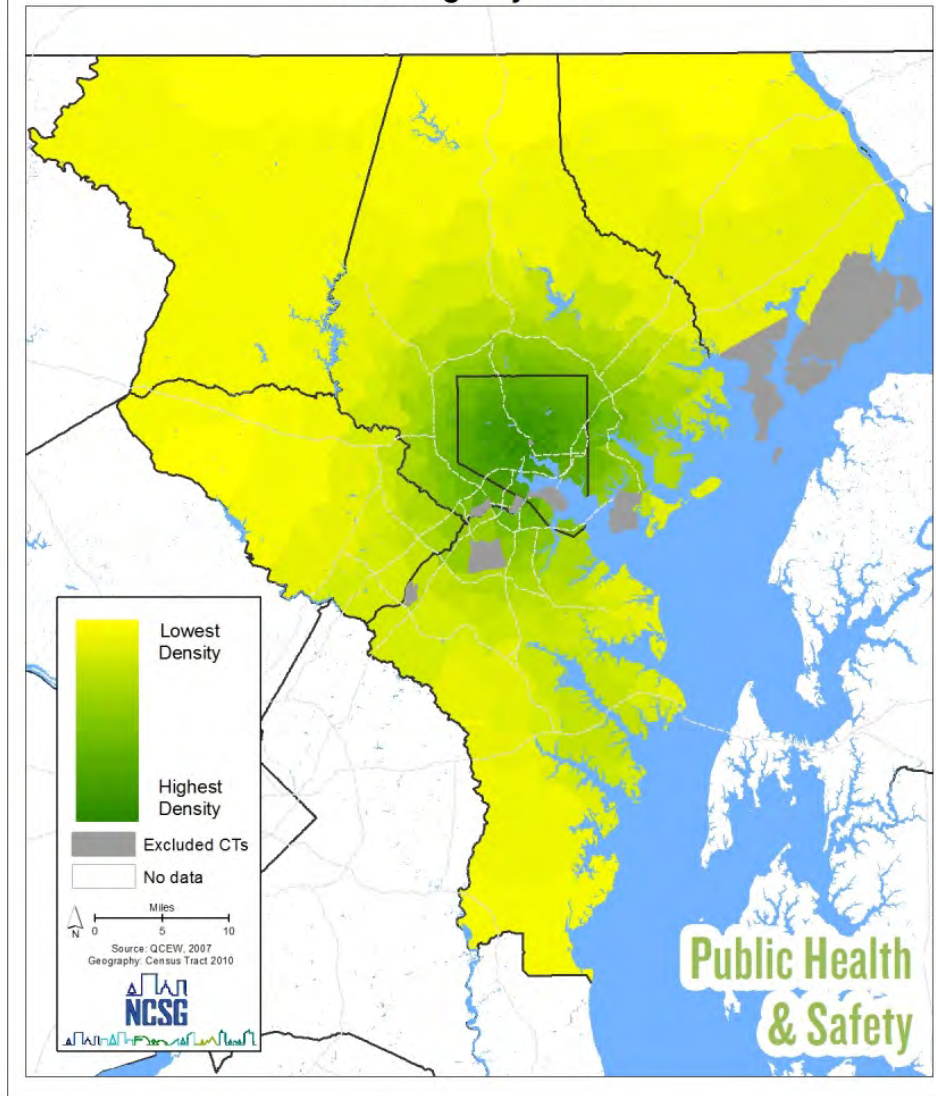 Lowest
Density
Highest
Density
Excluded CTs
No data
Miles
N
0 5 10
Source: QCEW, 2007
Geography: Census Tract 2010
NCSG
Public Health
& Safety